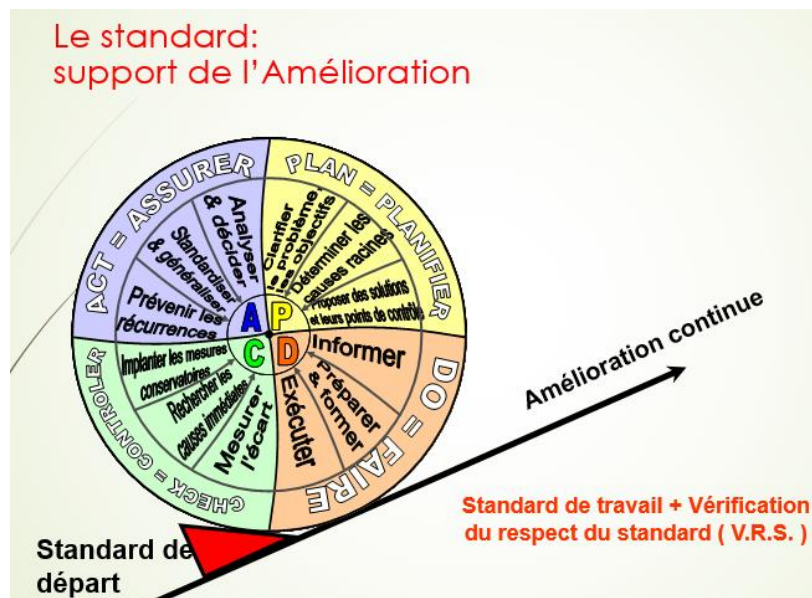 Le standard:
support de l'Amélioration
ACT = ASSURER
Analyser
& décider
Standardiser
& généraliser
Prévenir les
récurrences
PLAN = PLANIFIER
Clarifier
le problème,
les objectifs
Déterminer les
causes racines
Proposer des solutions
et leurs points de contrôle
A
P
C
D
Informer
Préparer
& former
Exécuter
DO = FAIRE
Implanter les mesures
conservatoires
Rechercher les
causes immédiates
Mesurer
l'écart
CHECK = CONTROLER
Amélioration continue
Standard de travail + Vérification
du respect du standard ( V.R.S. )
Standard de
départ